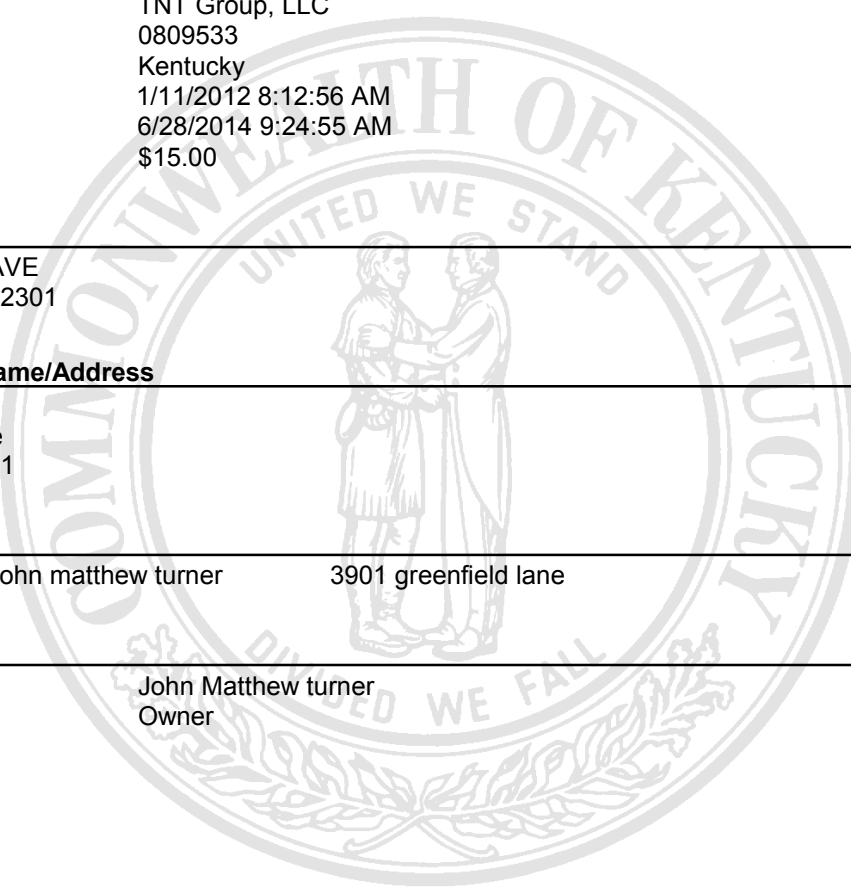 TNT Group, LLC
0809533
Kentucky
1/11/2012 8:12:56 AM
6/28/2014 9:24:55 AM
$15.00
AVE
2301
ame/Address
e
1
ohn matthew turner 3901 greenfield lane
John Matthew turner
Owner
COMMONWEALTH OF KENTUCKY
UNITED WE STAND
DIVIDED WE FALL